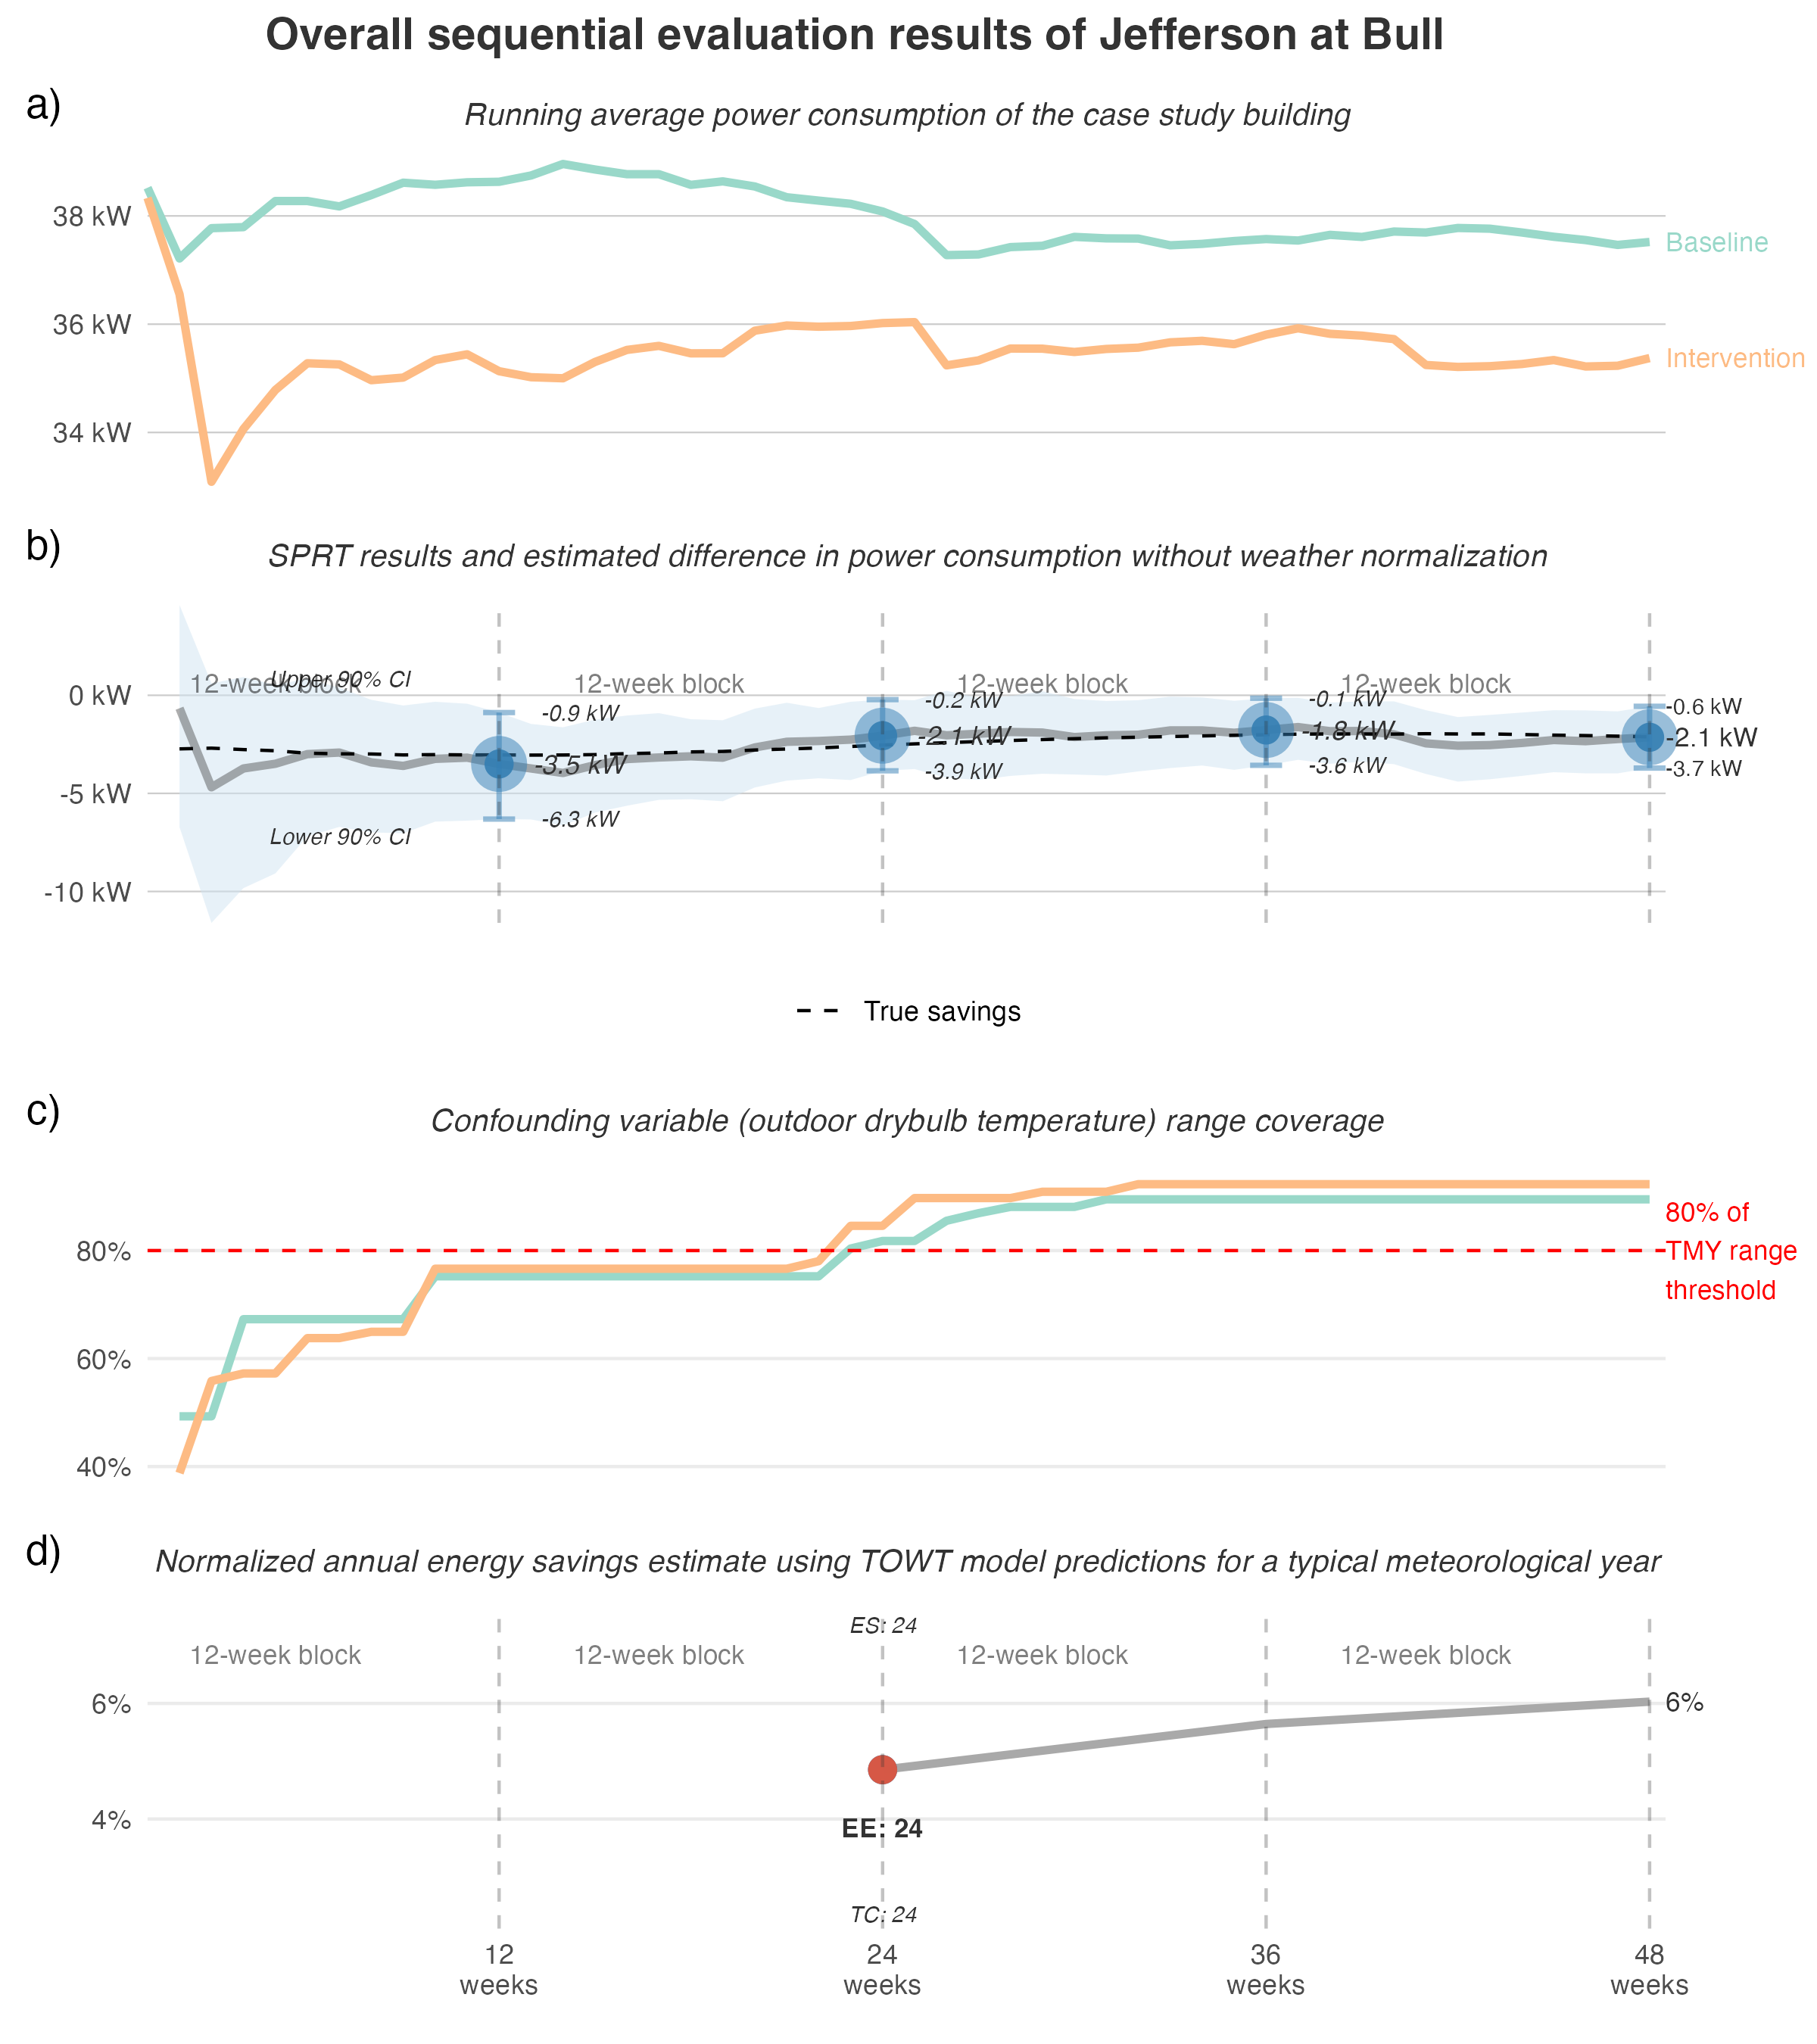 Overall sequential evaluation results of Jefferson at Bull
a)
Running average power consumption of the case study building
38 kW
36 kW
34 kW
Baseline
Intervention
b)
SPRT results and estimated difference in power consumption without weather normalization
0 kW
-5 kW
-10 kW
12-week block
12-week block
12-week block
12-week block
Upper 90% CI
Lower 90% CI
-0.9 kW
-3.5 kW
-6.3 kW
-0.2 kW
-2.1 kW
-3.9 kW
-0.1 kW
-1.8 kW
-3.6 kW
-0.6 kW
-2.1 kW
-3.7 kW
True savings
c)
Confounding variable (outdoor drybulb temperature) range coverage
80%
60%
40%
80% of
TMY range
threshold
d)
Normalized annual energy savings estimate using TOWT model predictions for a typical meteorological year
ES: 24
12-week block
12-week block
12-week block
12-week block
6%
4%
6%
EE: 24
TC: 24
12
weeks
24
weeks
36
weeks
48
weeks